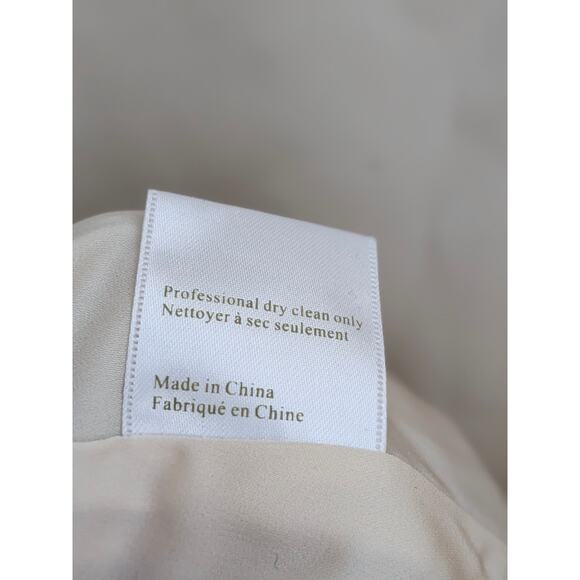 Professional dry clean only
Nettoyer à sec seulement
Made in China
Fabriqué en Chine